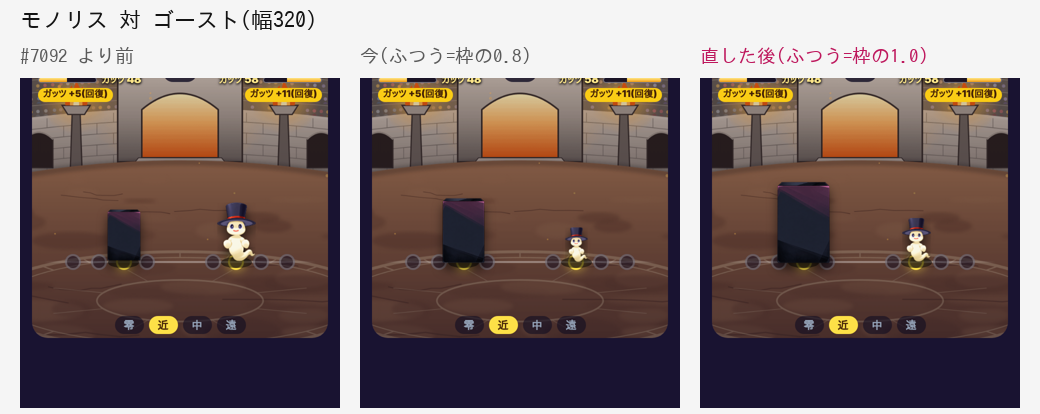 モノリス 対 ゴースト(幅320)
#7092 より前
今(ふつう=枠の0.8)
直した後(ふつう=枠の1.0)
ガッツ 48
ガッツ 58
ガッツ +5(回復)
ガッツ +11(回復)
零 近 中 遠
ガッツ 48
ガッツ 58
ガッツ +5(回復)
ガッツ +11(回復)
零 近 中 遠
ガッツ 48
ガッツ 58
ガッツ +5(回復)
ガッツ +11(回復)
零 近 中 遠